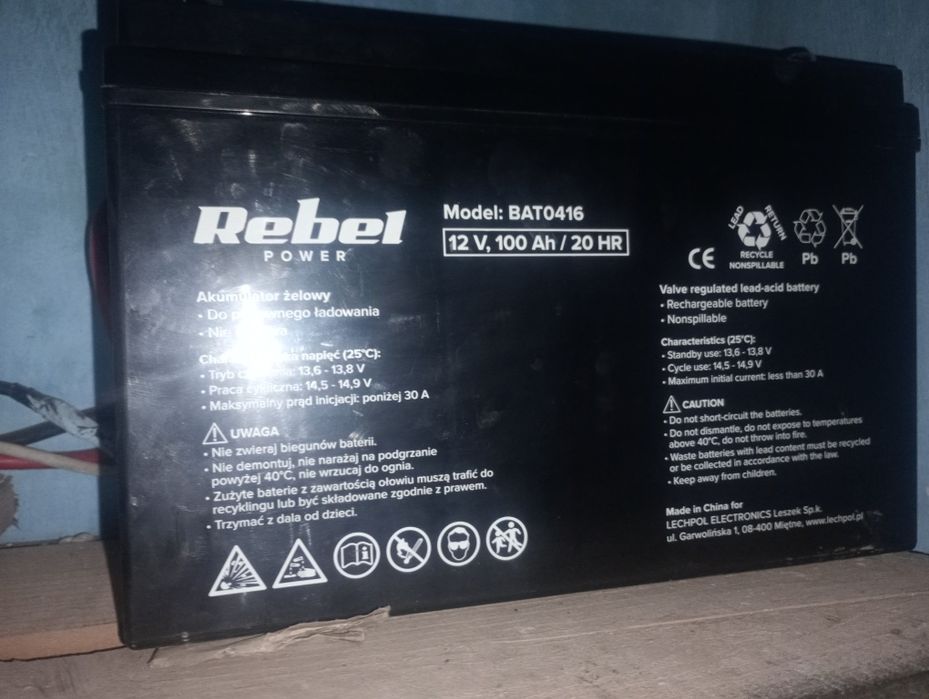 Rebel
POWER
Model: BAT0416
12 V, 100 Ah / 20 HR
Akumulator żelowy
• Do ponownego ładowania
• Nie
napięć (25°C):
• Tryb 13,6 - 13,8 V
• Praca cykliczna: 14,5 - 14,9 V
• Maksymalny prąd inicjacji: poniżej 30 A
UWAGA
• Nie zwieraj biegunów baterii.
• Nie demontuj, nie narażaj na podgrzanie
powyżej 40°C, nie wrzucaj do ognia.
• Zużyte baterie z zawartością ołowiu muszą trafić do
recyklingu lub być składowane zgodnie z prawem.
• Trzymać z dala od dzieci.
CE
LEAD RETURN
RECYCLE
NONSPILLABLE
Pb
Pb
Valve regulated lead-acid battery
• Rechargeable battery
• Nonspillable
Characteristics (25°C):
• Standby use: 13,6 - 13,8 V
• Cycle use: 14,5 - 14,9 V
• Maximum initial current: less than 30 A
CAUTION
• Do not short-circuit the batteries.
• Do not dismantle, do not expose to temperatures
above 40°C, do not throw into fire.
• Waste batteries with lead content must be recycled
or be collected in accordance with the law.
• Keep away from children.
Made in China for
LECHPOL ELECTRONICS Leszek Sp.k.
ul. Garwolińska 1, 08-400 Miętne, www.lechpol.pl